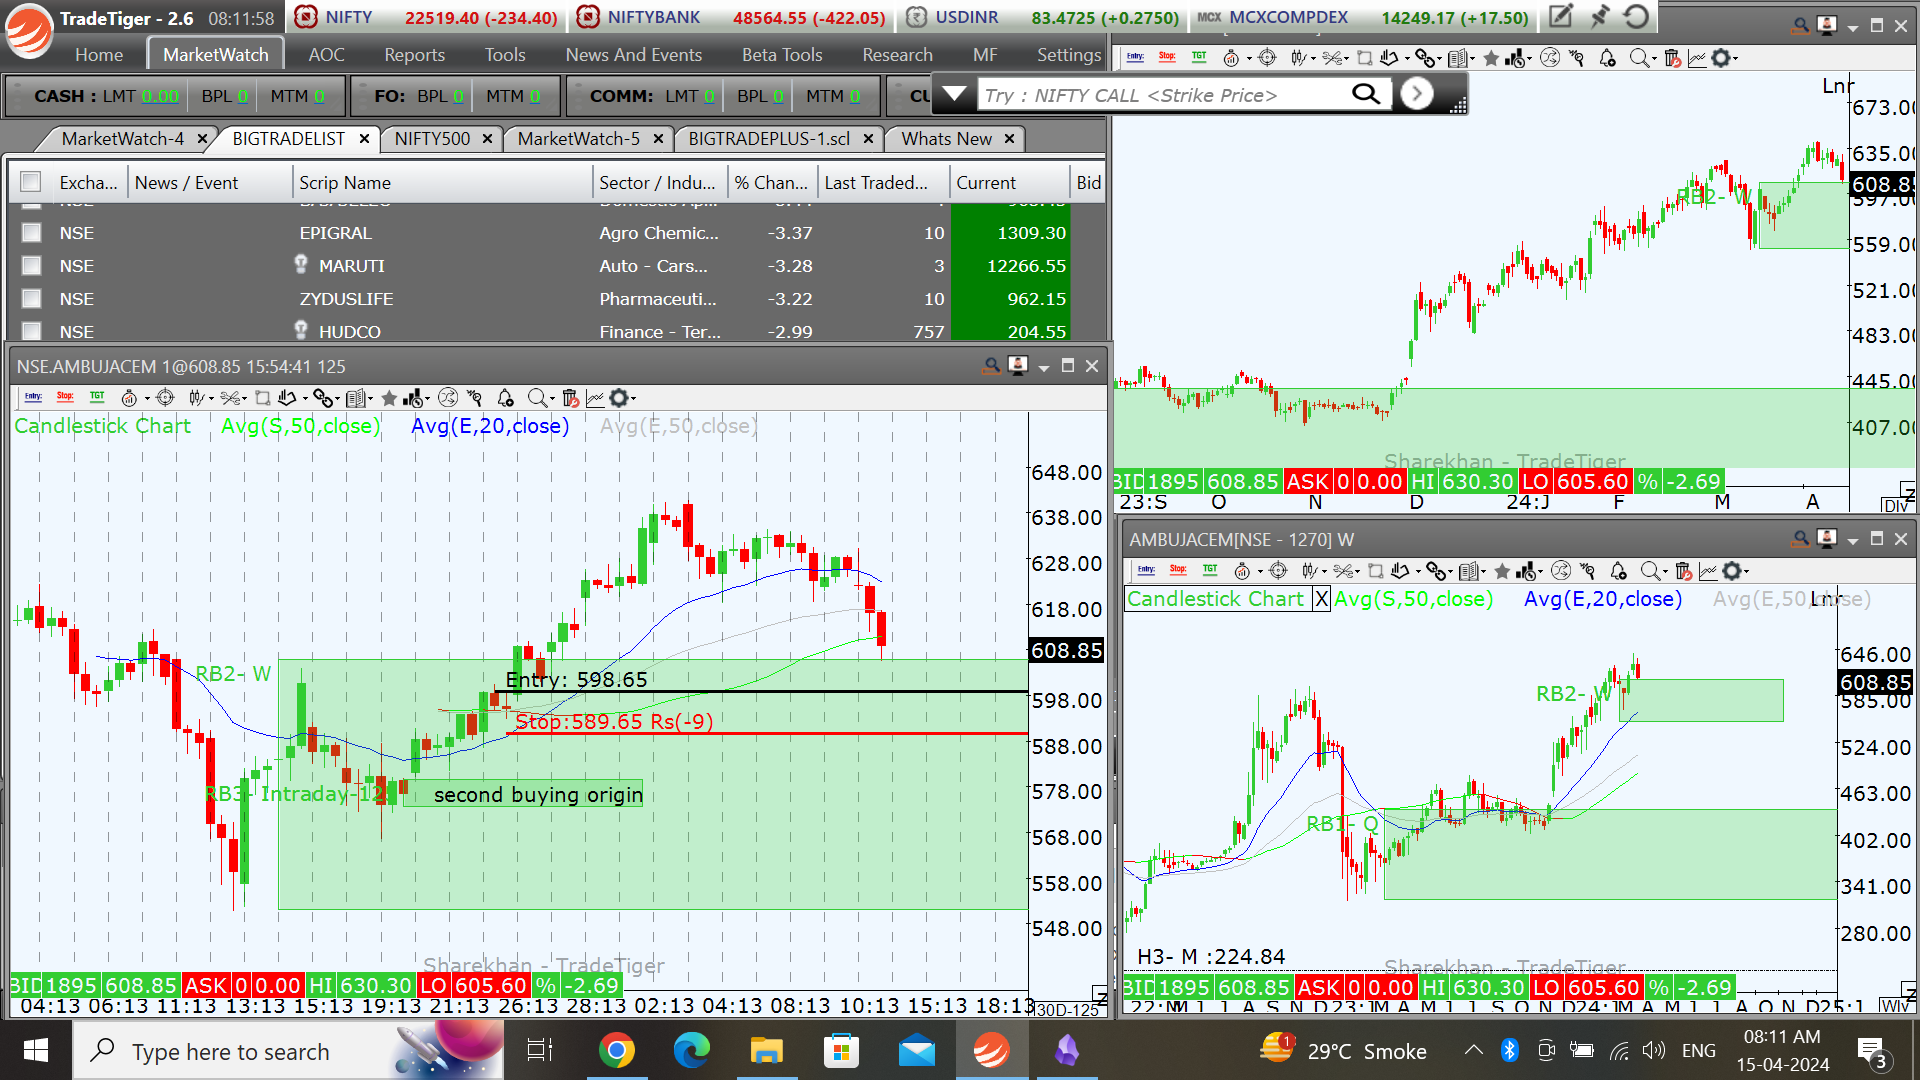 TradeTiger - 2.6 08:11:58 NIFTY 22519.40 (-234.40) NIFTYBANK 48564.55 (-422.05) USDINR 83.4725 (+0.2750) MCX MCXCOMPDEX 14249.17 (+17.50)
Home MarketWatch AOC Reports Tools News And Events Beta Tools Research MF Settings
CASH : LMT 0.00 BPL 0 MTM 0 FO: BPL 0 MTM 0 COMM: LMT 0 BPL 0 MTM 0
Try : NIFTY CALL <Strike Price>
MarketWatch-4 BIGTRADELIST NIFTY500 MarketWatch-5 BIGTRADEPLUS-1.scl Whats New
Excha... News / Event Scrip Name Sector / Indu... % Chan... Last Traded... Current Bid
NSE EPIGRAL Agro Chemic... -3.37 10 1309.30
NSE MARUTI Auto - Cars... -3.28 3 12266.55
NSE ZYDUSLIFE Pharmaceuti... -3.22 10 962.15
NSE HUDCO Finance - Ter... -2.99 757 204.55
NSE.AMBUJACEM 1@608.85 15:54:41 125
Entry: Stop: TGT
Candlestick Chart Avg(S,50,close) Avg(E,20,close) Avg(E,50,close)
648.00
638.00
628.00
618.00
608.85
598.00
588.00
578.00
568.00
558.00
548.00
RB2- W
Entry: 598.65
Stop:589.65 Rs(-9)
RB3- Intraday-12
second buying origin
Sharekhan - TradeTiger
BID 1895 608.85 ASK 0 0.00 HI 630.30 LO 605.60 % -2.69
04:13 06:13 11:13 13:13 15:13 19:13 21:13 26:13 28:13 02:13 04:13 08:13 10:13 15:13 18:13 30D-125
Entry: Stop: TGT
Lnr
673.00
635.00
608.85
597.00
559.00
521.00
483.00
445.00
407.00
RB2- W
Sharekhan - TradeTiger
BID 1895 608.85 ASK 0 0.00 HI 630.30 LO 605.60 % -2.69
23:S O N D 24:J F M A
AMBUJACEM[NSE - 1270] W
Entry: Stop: TGT
Candlestick Chart X Avg(S,50,close) Avg(E,20,close) Avg(E,50,close)
646.00
608.85
585.00
524.00
463.00
402.00
341.00
280.00
RB2- W
RB1- Q
H3- M :224.84
Sharekhan - TradeTiger
BID 1895 608.85 ASK 0 0.00 HI 630.30 LO 605.60 % -2.69
Type here to search
29°C Smoke ENG 08:11 AM
15-04-2024
3